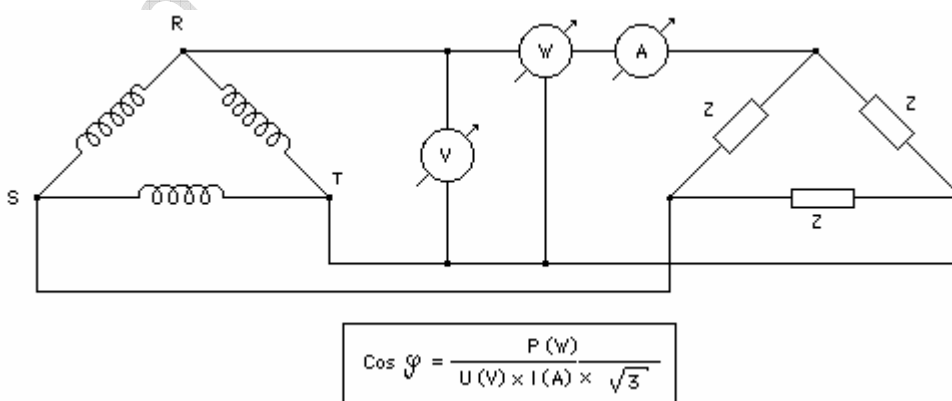 R
W
A
Z
Z
V
S
T
Z
Cos φ = P(W) / U(V) × I(A) × √3